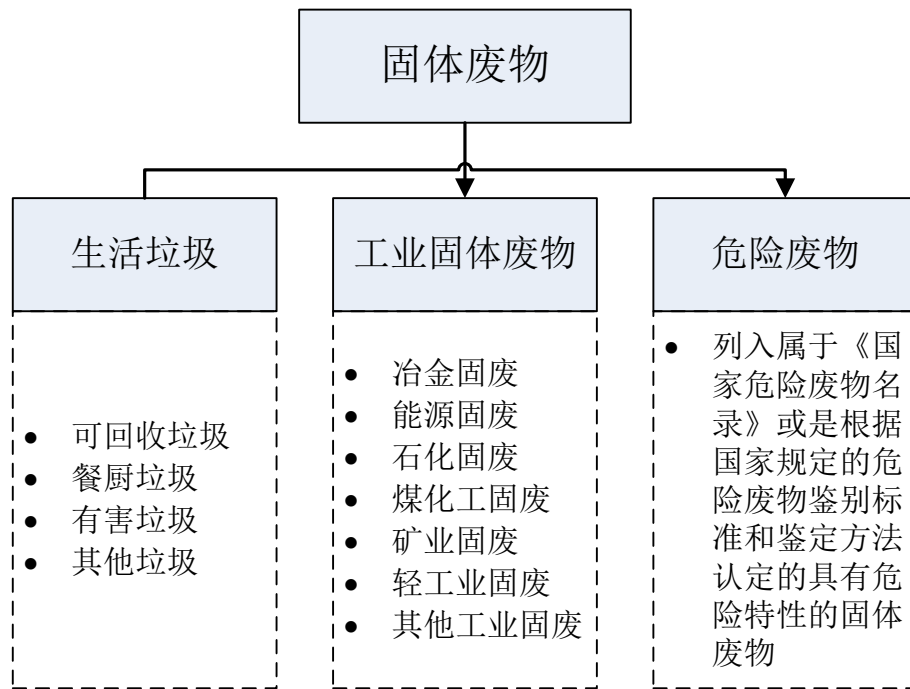 固体废物
生活垃圾
● 可回收垃圾
● 餐厨垃圾
● 有害垃圾
● 其他垃圾
工业固体废物
● 冶金固废
● 能源固废
● 石化固废
● 煤化工固废
● 矿业固废
● 轻工业固废
● 其他工业固废
危险废物
● 列入属于《国
家危险废物名
录》或是根据
国家规定的危
险废物鉴别标
准和鉴定方法
认定的具有危
险特性的固体
废物